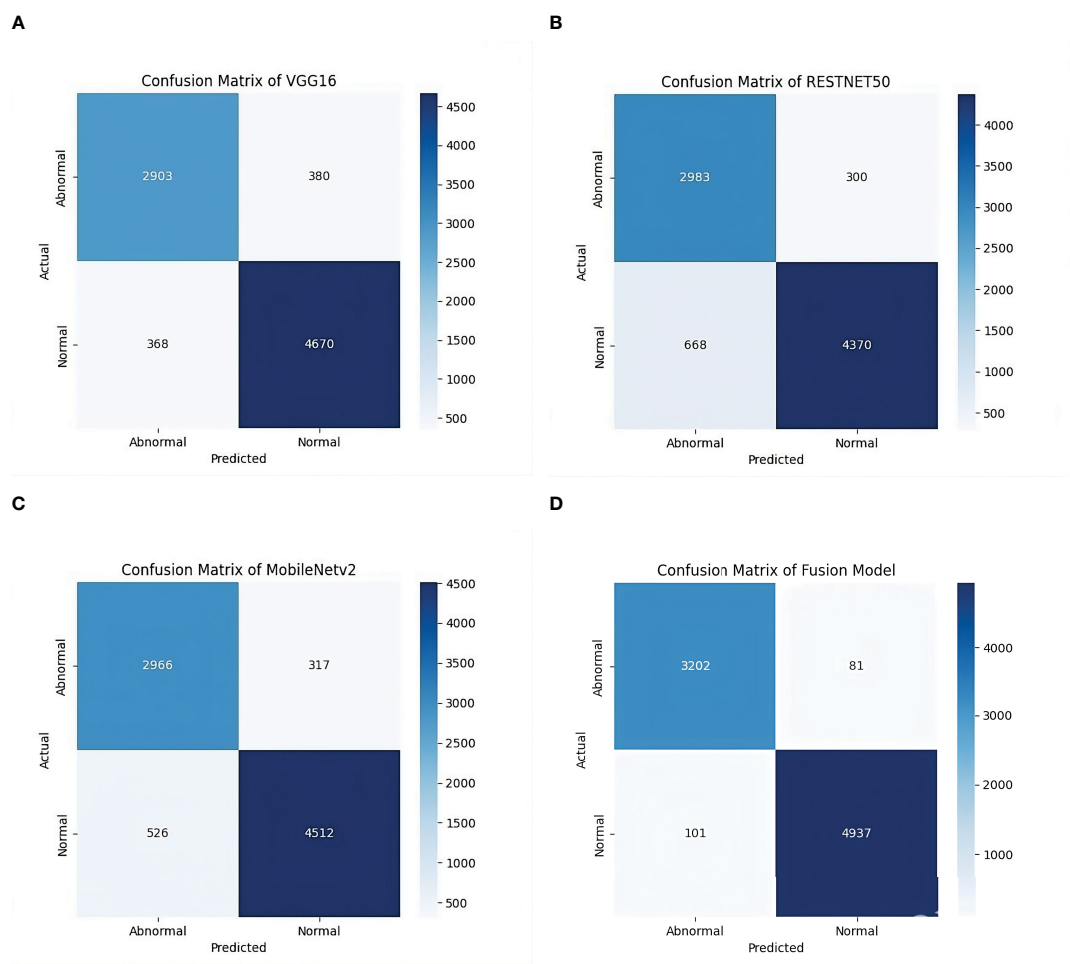 A
Confusion Matrix of VGG16
Abnormal
Normal
Actual
2903
380
368
4670
Abnormal
Normal
Predicted
4500
4000
3500
3000
2500
2000
1500
1000
500
B
Confusion Matrix of RESTNET50
Abnormal
Normal
Actual
2983
300
668
4370
Abnormal
Normal
Predicted
4000
3500
3000
2500
2000
1500
1000
500
C
Confusion Matrix of MobileNetv2
Abnormal
Normal
Actual
2966
317
526
4512
Abnormal
Normal
Predicted
4500
4000
3500
3000
2500
2000
1500
1000
500
D
Confusion Matrix of Fusion Model
Abnormal
Normal
Actual
3202
81
101
4937
Abnormal
Normal
Predicted
4000
3000
2000
1000